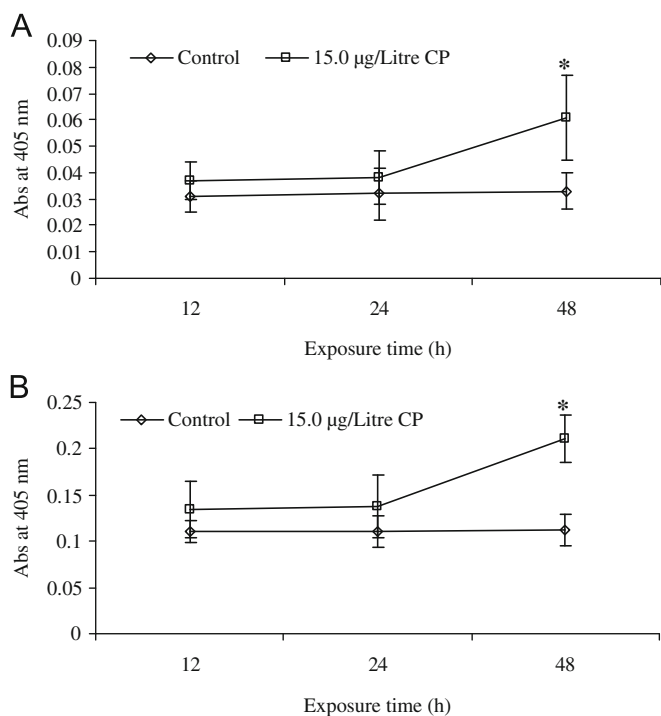 A
0.09
0.08
0.07
0.06
0.05
0.04
0.03
0.02
0.01
0
Abs at 405 nm
Control
15.0 µg/Litre CP
*
12 24 48
Exposure time (h)
B
0.25
0.2
0.15
0.1
0.05
0
Abs at 405 nm
Control
15.0 µg/Litre CP
*
12 24 48
Exposure time (h)